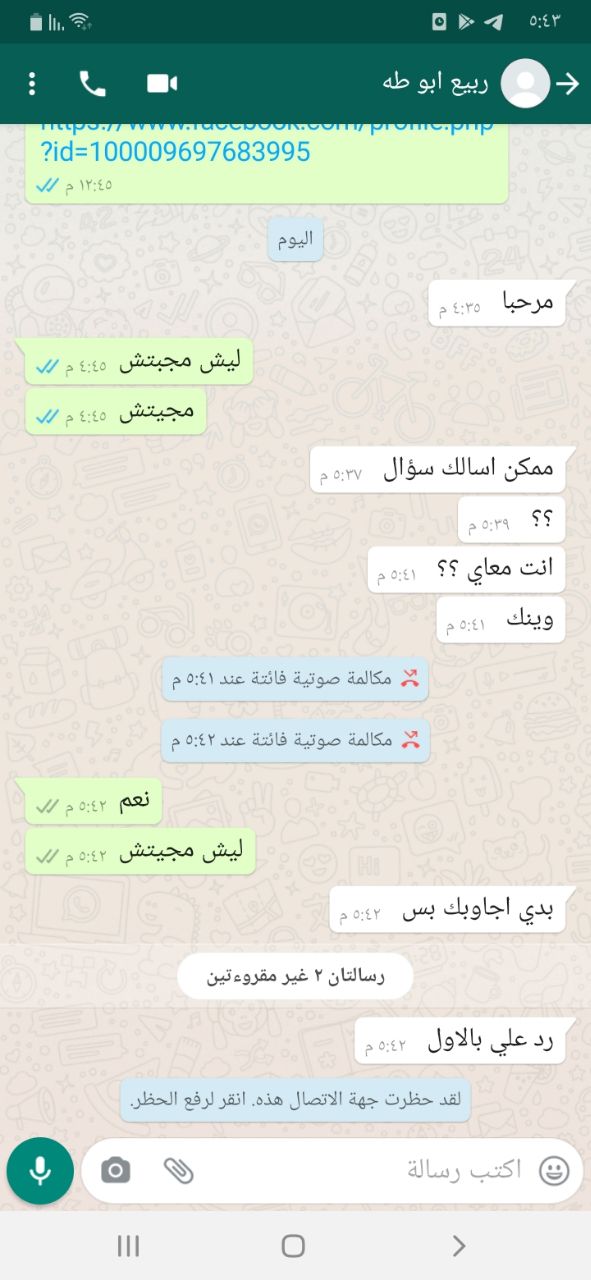 ٥:٤٣
ربيع ابو طه
https://www.facebook.com/profile.php
?id=100009697683995
١٢:٤٥ م
اليوم
مرحبا ٤:٣٥ م
ليش مجبتش ٤:٤٥ م
مجيتش ٤:٤٥ م
ممكن اسالك سؤال ٥:٣٧ م
؟؟ ٥:٣٩ م
انت معاي ؟؟ ٥:٤١ م
وينك ٥:٤١ م
مكالمة صوتية فائتة عند ٥:٤١ م
مكالمة صوتية فائتة عند ٥:٤٢ م
نعم ٥:٤٢ م
ليش مجيتش ٥:٤٢ م
بدي اجاوبك بس ٥:٤٢ م
رسالتان ٢ غير مقروءتين
رد علي بالاول ٥:٤٢ م
لقد حظرت جهة الاتصال هذه. انقر لرفع الحظر.
اكتب رسالة